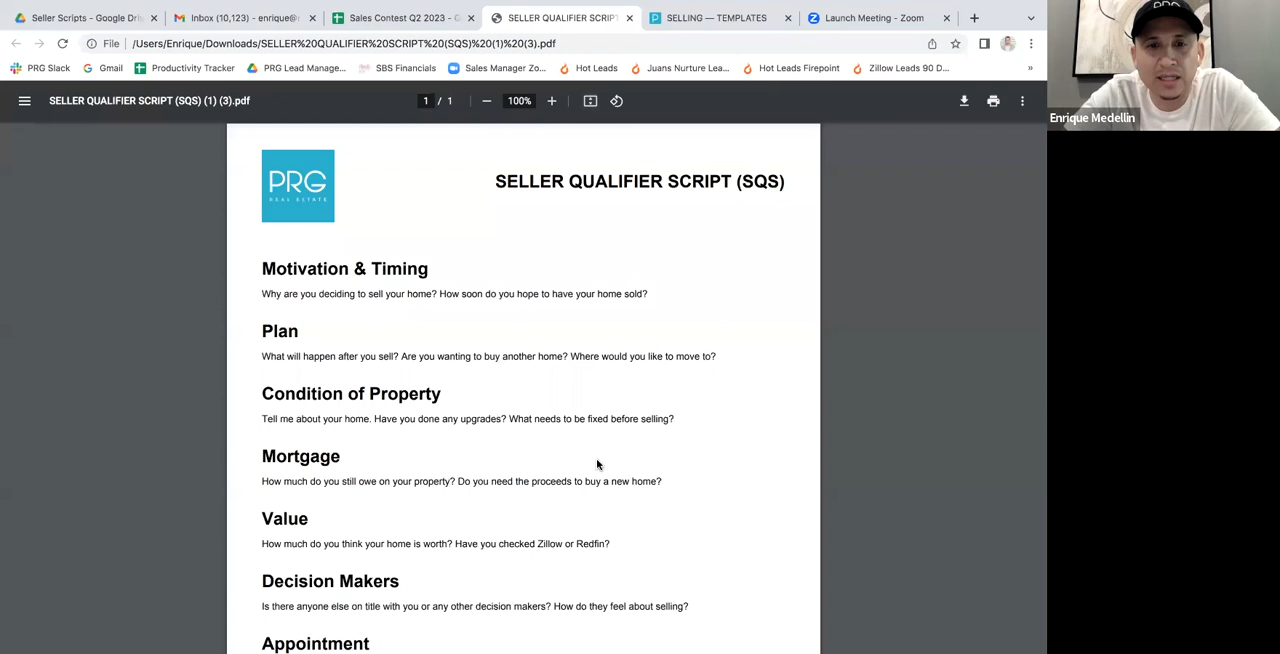 Seller Scripts - Google Dri
Inbox (10,123) - enrique@
Sales Contest Q2 2023 - G
SELLER QUALIFIER SCRIPT
SELLING — TEMPLATES
Launch Meeting - Zoom
File
/Users/Enrique/Downloads/SELLER%20QUALIFIER%20SCRIPT%20(SQS)%20(1)%20(3).pdf
PRG Slack
Gmail
Productivity Tracker
PRG Lead Manage...
SBS Financials
Sales Manager Zo...
Hot Leads
Juans Nurture Lea...
Hot Leads Firepoint
Zillow Leads 90 D...
»
SELLER QUALIFIER SCRIPT (SQS) (1) (3).pdf
1 / 1
100%
PRG
Enrique Medellin
PRG
REAL ESTATE
SELLER QUALIFIER SCRIPT (SQS)
Motivation & Timing
Why are you deciding to sell your home? How soon do you hope to have your home sold?
Plan
What will happen after you sell? Are you wanting to buy another home? Where would you like to move to?
Condition of Property
Tell me about your home. Have you done any upgrades? What needs to be fixed before selling?
Mortgage
How much do you still owe on your property? Do you need the proceeds to buy a new home?
Value
How much do you think your home is worth? Have you checked Zillow or Redfin?
Decision Makers
Is there anyone else on title with you or any other decision makers? How do they feel about selling?
Appointment